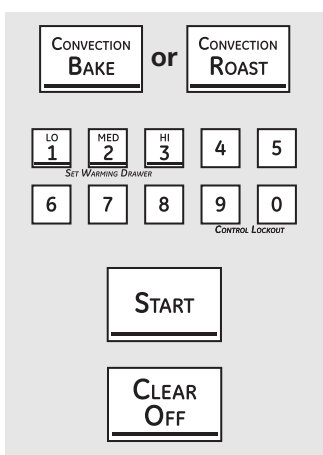 CONVECTION
BAKE
or
CONVECTION
ROAST
LO MED HI
1 2 3 4 5
SET WARMING DRAWER
6 7 8 9 0
CONTROL LOCKOUT
START
CLEAR
OFF